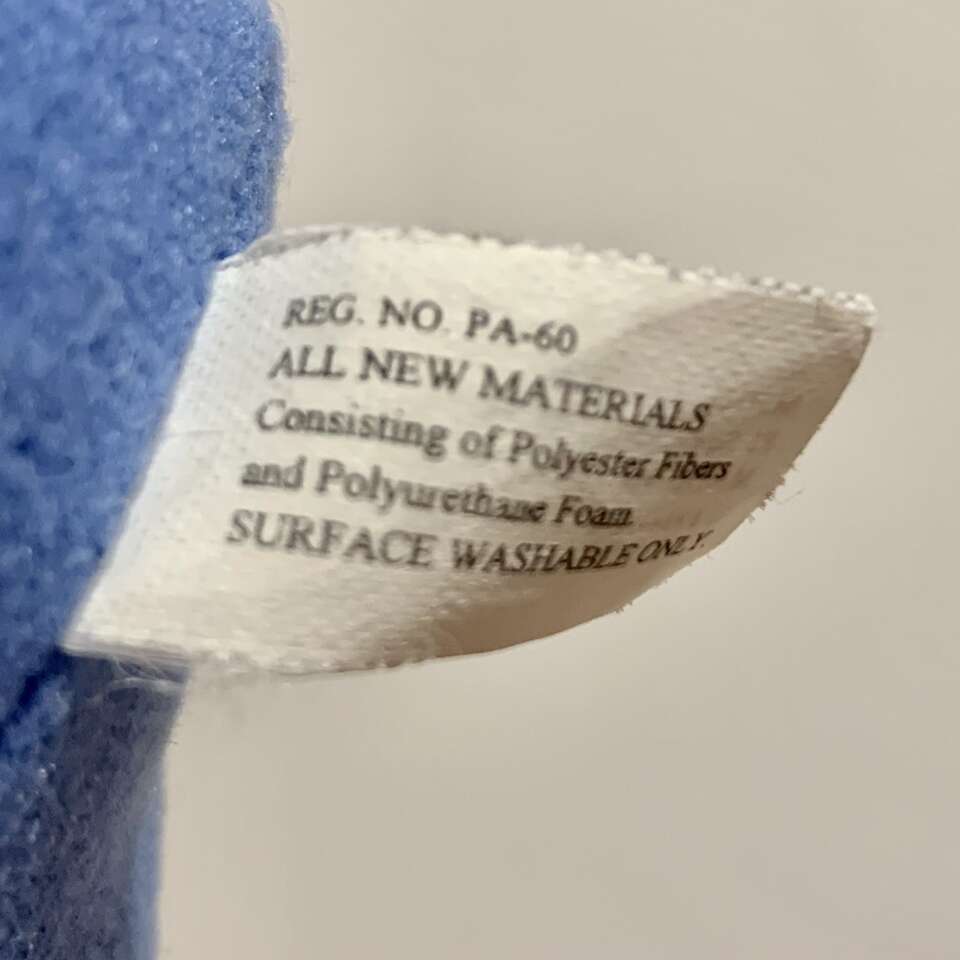 REG. NO. PA-60
ALL NEW MATERIALS
Consisting of Polyester Fibers
and Polyurethane Foam.
SURFACE WASHABLE ONLY.